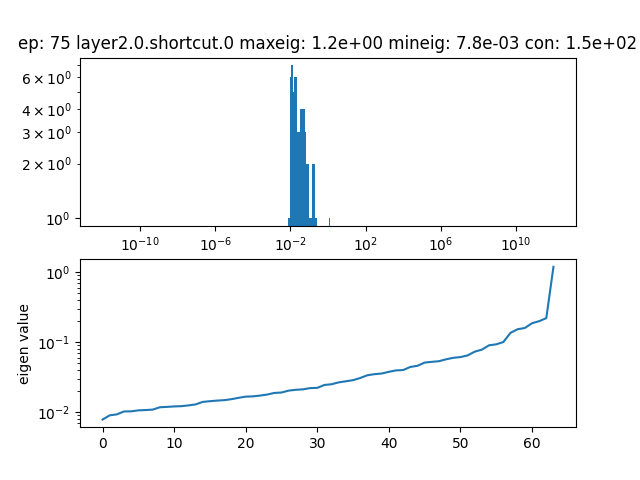 ep: 75 layer2.0.shortcut.0 maxeig: 1.2e+00 mineig: 7.8e-03 con: 1.5e+02
6 × 10⁰
4 × 10⁰
3 × 10⁰
2 × 10⁰
10⁰
10⁻¹⁰ 10⁻⁶ 10⁻² 10² 10⁶ 10¹⁰
10⁰
10⁻¹
10⁻²
eigen value
0 10 20 30 40 50 60